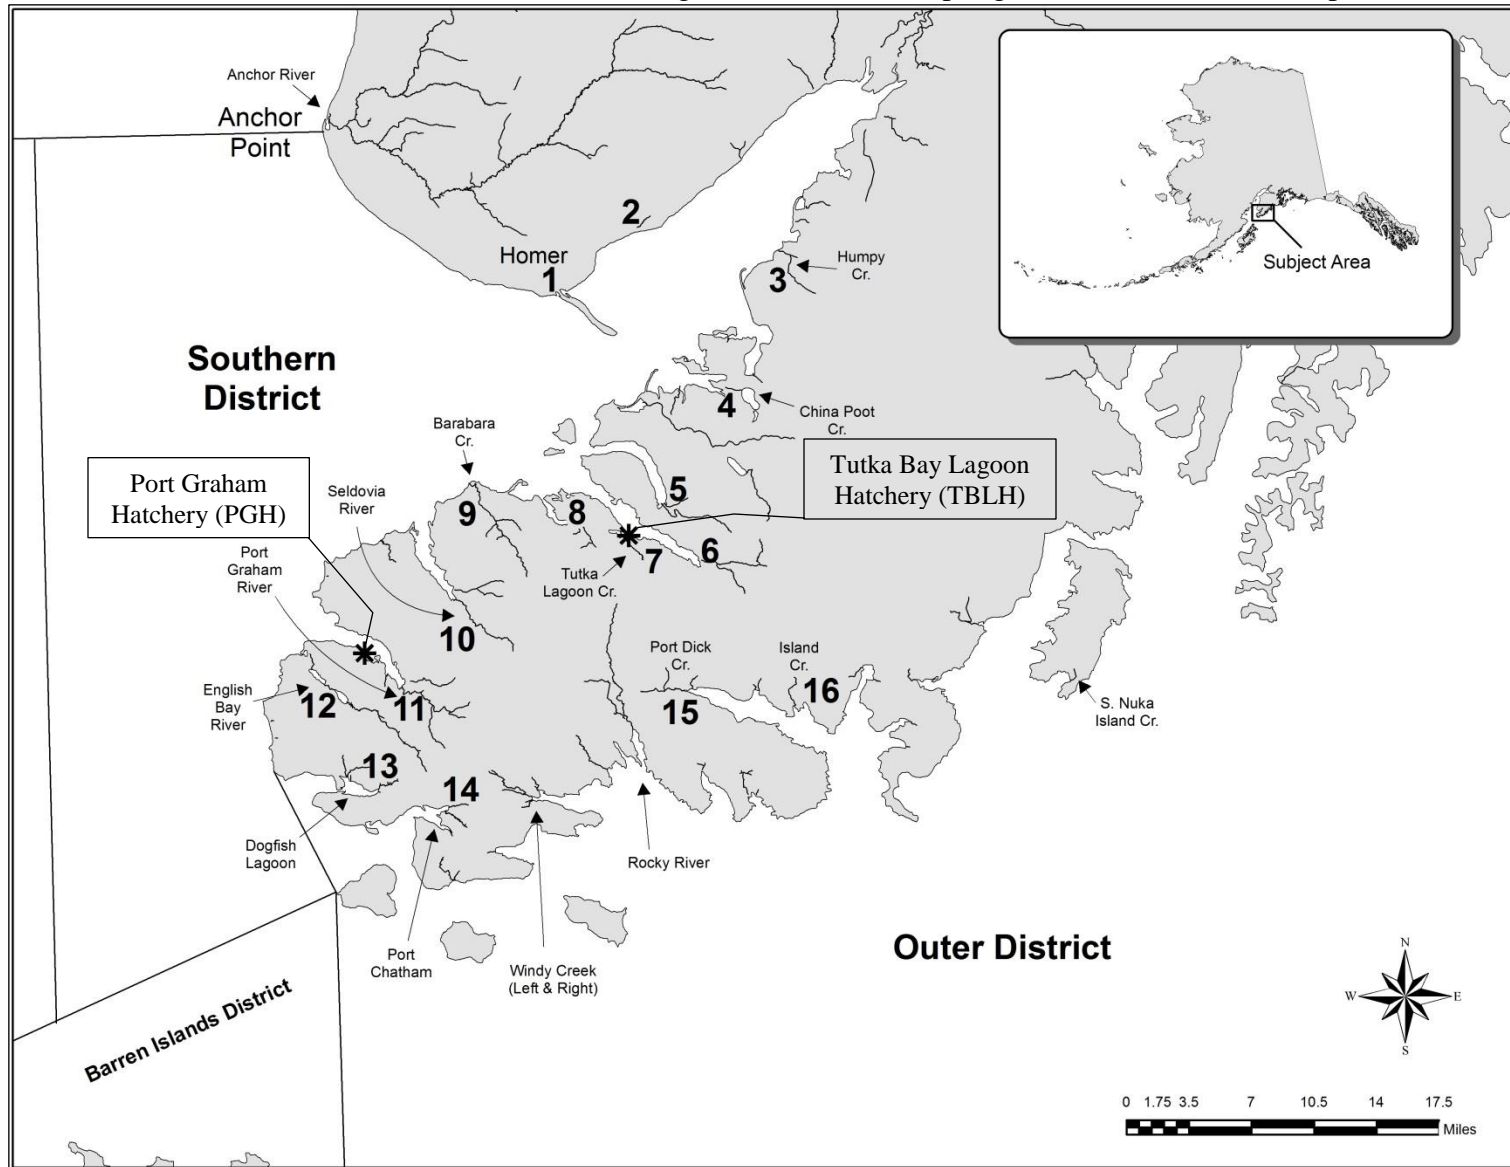 Anchor River
Anchor
Point
2
Homer
1
3
Humpy
Cr.
Subject Area
Southern
District
4
China Poot
Cr.
Barabara
Cr.
Tutka Bay Lagoon
Hatchery (TBLH)
Port Graham
Hatchery (PGH)
Seldovia
River
5
9
8
6
7
Tutka
Lagoon Cr.
Port
Graham
River
10
Port Dick
Cr.
Island
Cr.
16
15
English
Bay
River
12
11
S. Nuka
Island Cr.
13
14
Dogfish
Lagoon
Rocky River
Port
Chatham
Windy Creek
(Left & Right)
Outer District
Barren Islands District
N
W
E
S
0 1.75 3.5 7 10.5 14 17.5
Miles